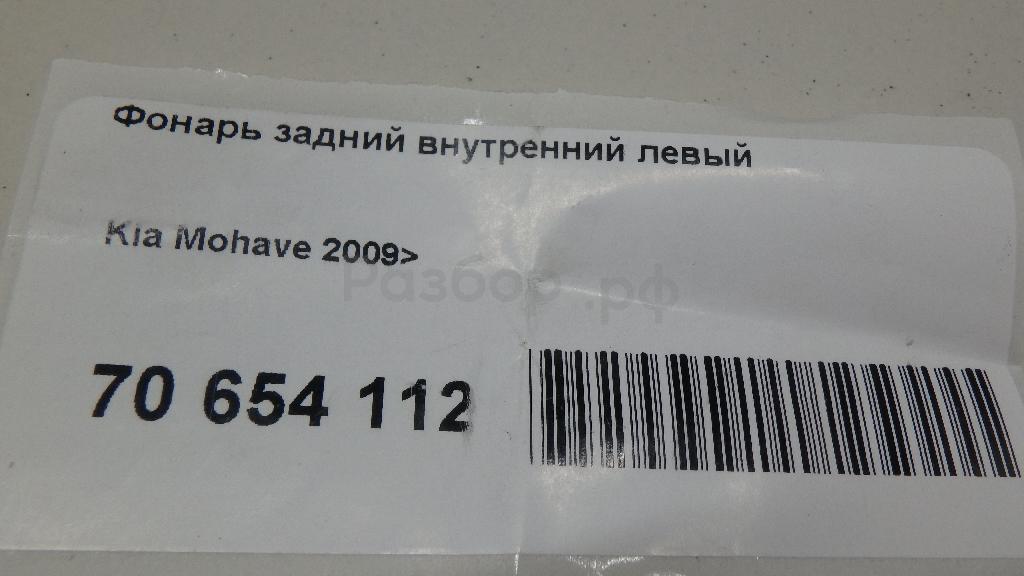 Фонарь задний внутренний левый
Kia Mohave 2009>
Разбор.рф
70 654 112